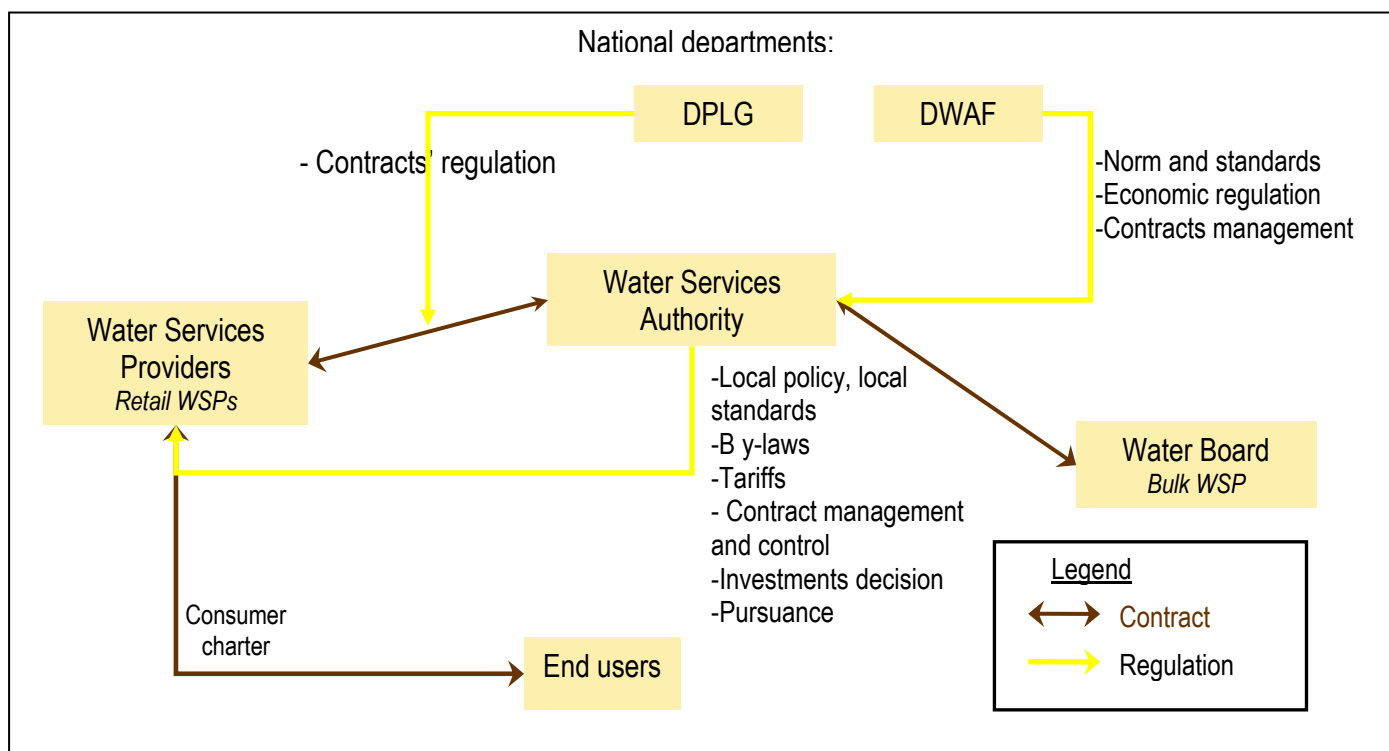 National departments:
DPLG
DWAF
- Contracts' regulation
-Norm and standards
-Economic regulation
-Contracts management
Water Services
Authority
Water Services
Providers
Retail WSPs
-Local policy, local
standards
-B y-laws
-Tariffs
- Contract management
and control
-Investments decision
-Pursuance
Water Board
Bulk WSP
Consumer
charter
End users
Legend
Contract
Regulation